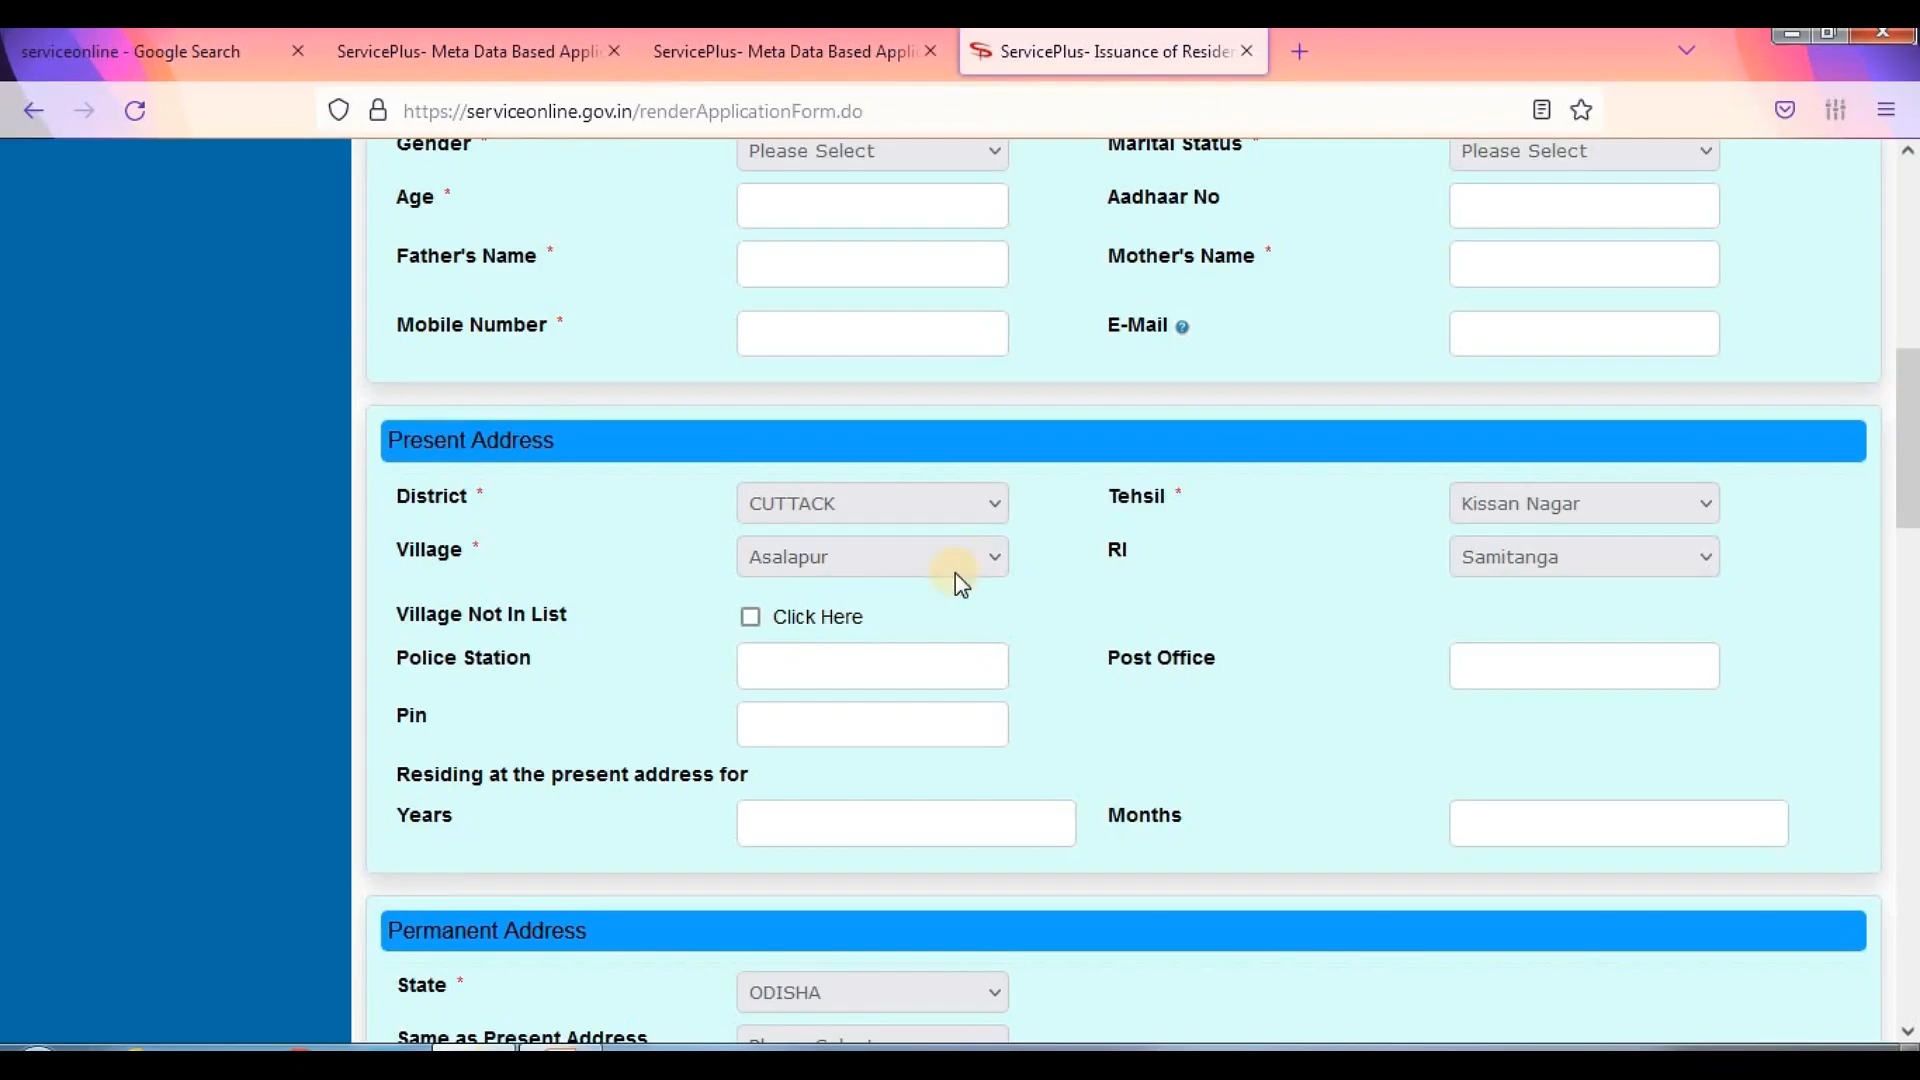 serviceonline - Google Search
ServicePlus- Meta Data Based Appli
ServicePlus- Meta Data Based Appli
ServicePlus- Issuance of Reside
https://serviceonline.gov.in/renderApplicationForm.do
Gender * Please Select Marital Status * Please Select
Age * Aadhaar No
Father's Name * Mother's Name *
Mobile Number * E-Mail ?
Present Address
District * CUTTACK Tehsil * Kissan Nagar
Village * Asalapur RI Samitanga
Village Not In List Click Here
Police Station Post Office
Pin
Residing at the present address for
Years Months
Permanent Address
State * ODISHA
Same as Present Address Please Select